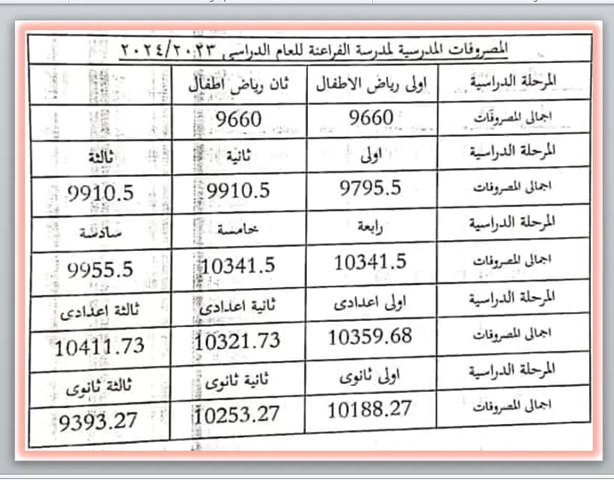 المصروفات المدرسية لمدرسة الفراعنة للعام الدراسى ٢٠٢٤/٢٠٢٣
المرحلة الدراسية اولى رياض الاطفال ثان رياض اطفال
اجمالى المصروفات 9660 9660
المرحلة الدراسية اولى ثانية ثالثة
اجمالى المصروفات 9795.5 9910.5 9910.5
المرحلة الدراسية رابعة خامسة سادسة
اجمالى المصروفات 10341.5 10341.5 9955.5
المرحلة الدراسية اولى اعدادى ثانية اعدادى ثالثة اعدادى
اجمالى المصروفات 10359.68 10321.73 10411.73
المرحلة الدراسية اولى ثانوى ثانية ثانوى ثالثة ثانوى
اجمالى المصروفات 10188.27 10253.27 9393.27